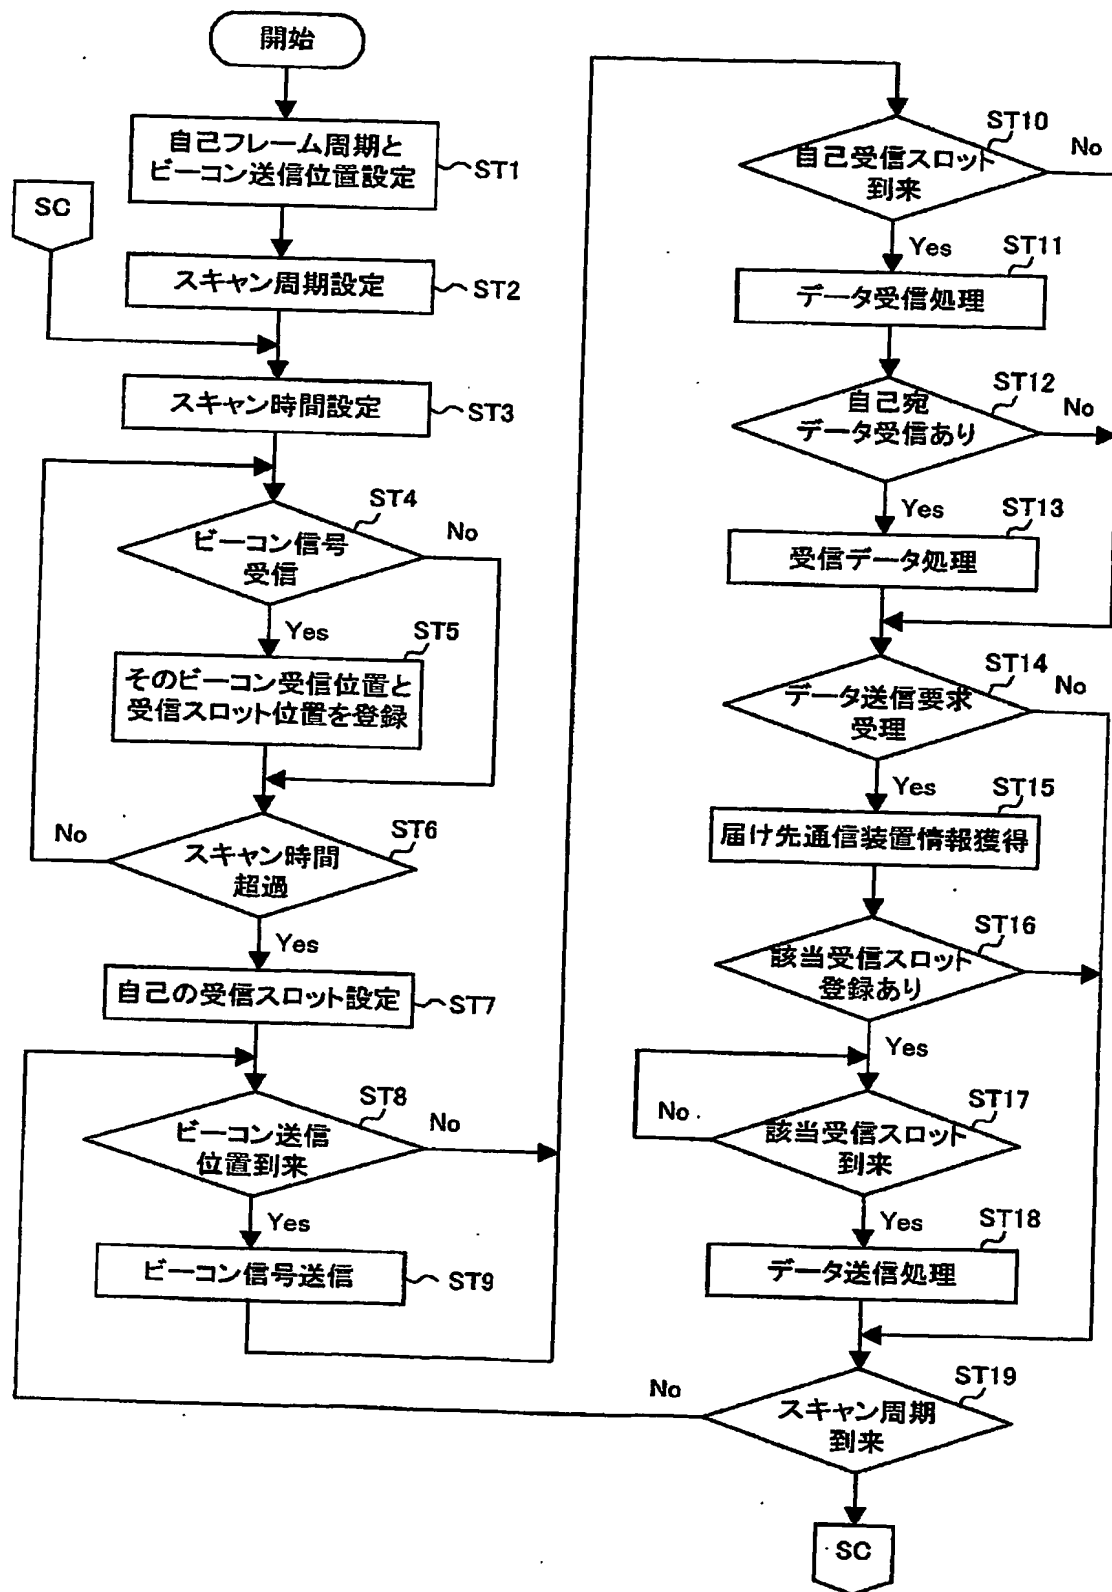 開始
自己フレーム周期と
ビーコン送信位置設定
ST1
SC
スキャン周期設定
ST2
スキャン時間設定
ST3
ST4
ビーコン信号
受信
No
Yes
ST5
そのビーコン受信位置と
受信スロット位置を登録
No
ST6
スキャン時間
超過
Yes
自己の受信スロット設定
ST7
ST8
ビーコン送信
位置到来
No
Yes
ビーコン信号送信
ST9
ST10
自己受信スロット
到来
No
Yes
ST11
データ受信処理
ST12
自己宛
データ受信あり
No
Yes
ST13
受信データ処理
ST14
データ送信要求
受理
No
Yes
ST15
届け先通信装置情報獲得
ST16
該当受信スロット
登録あり
Yes
ST17
No
該当受信スロット
到来
Yes
ST18
データ送信処理
No
ST19
スキャン周期
到来
SC